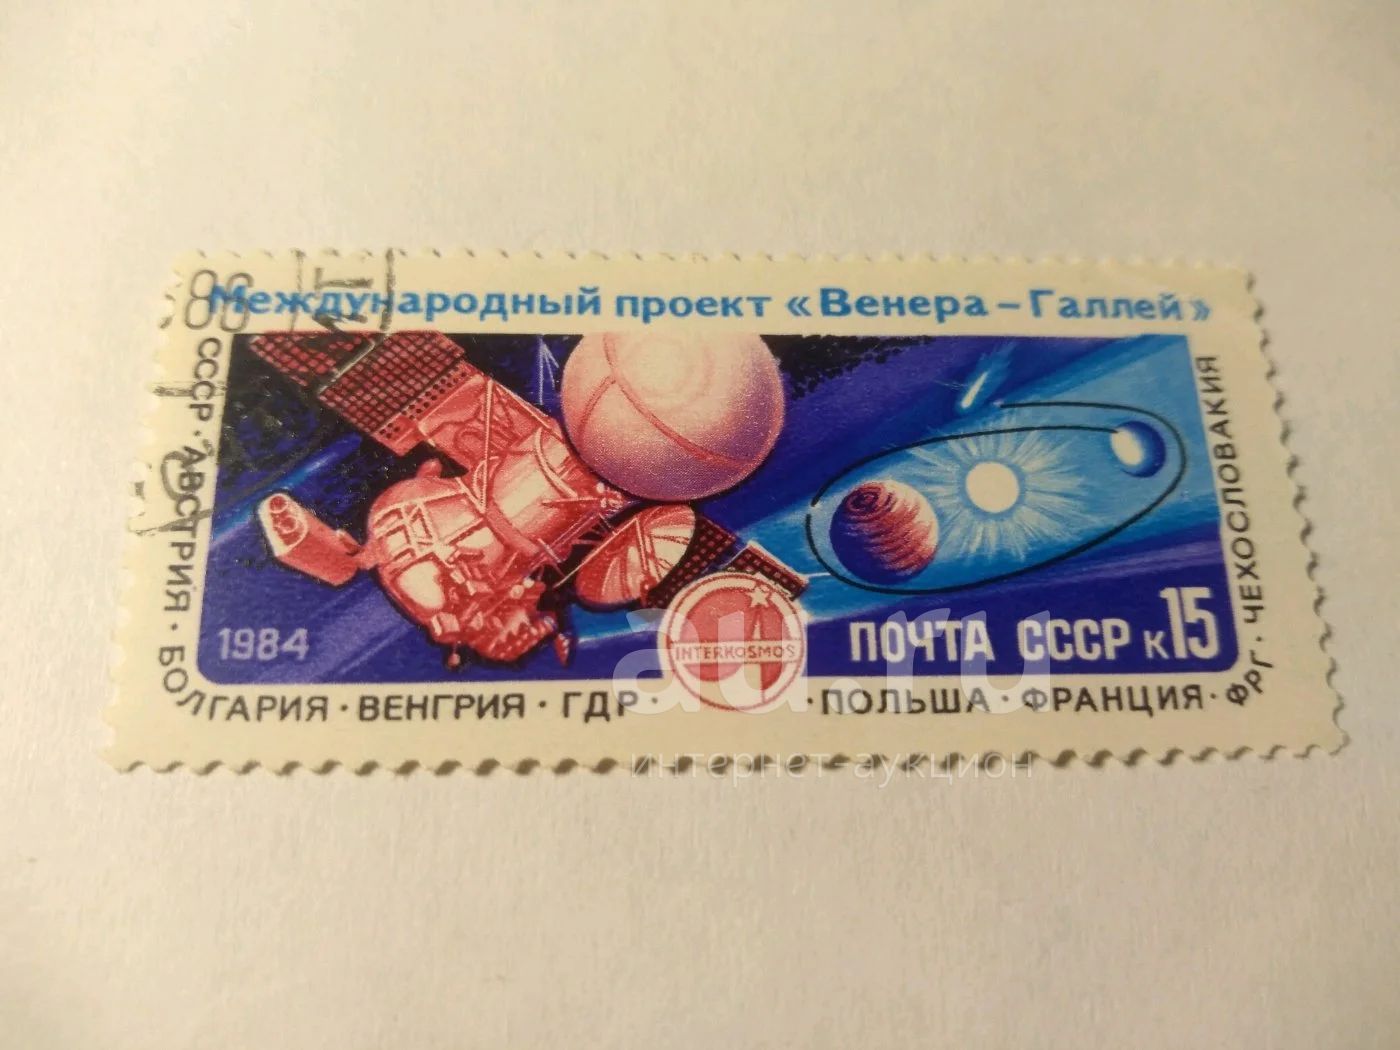 88
Международный проект «Венера – Галлей»
СССР · АВСТРИЯ · БОЛГАРИЯ · ВЕНГРИЯ · ГДР · · ПОЛЬША · ФРАНЦИЯ · ФРГ · ЧЕХОСЛОВАКИЯ
1984
INTERKOSMOS
ПОЧТА СССР К15
au.ru
интернет-аукцион